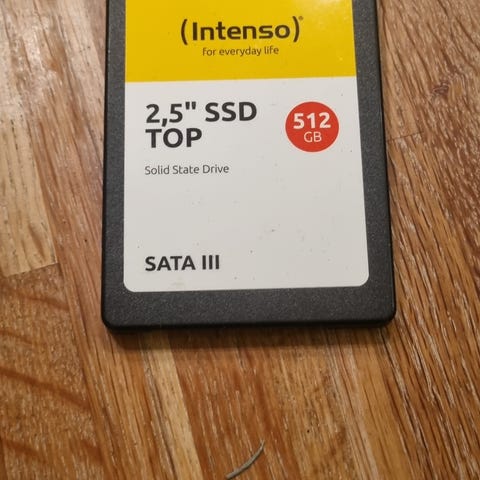 (Intenso)®
for everyday life
2,5" SSD
TOP
512
GB
Solid State Drive
SATA III